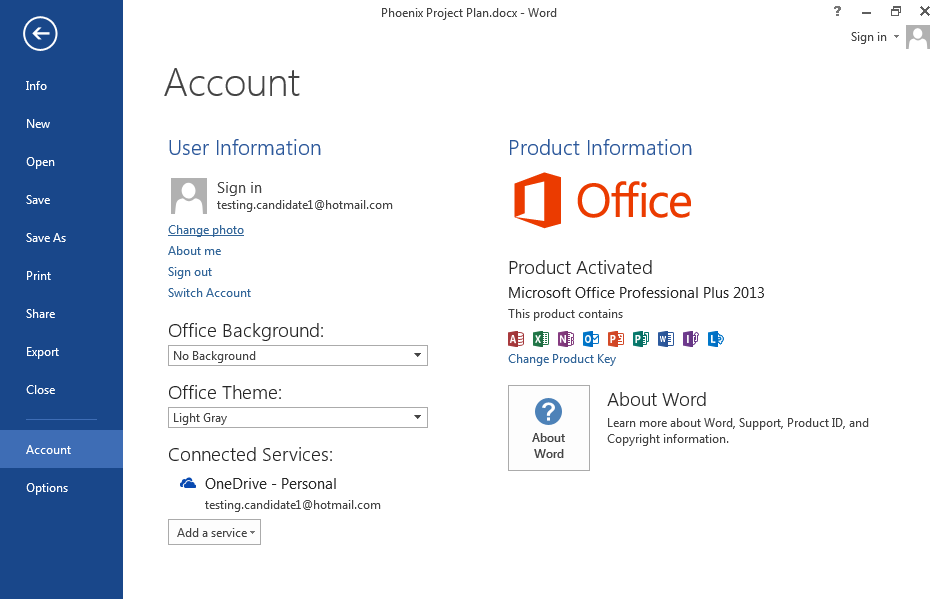 Phoenix Project Plan.docx - Word
?
Sign in
Info
New
Open
Save
Save As
Print
Share
Export
Close
Account
Options
Account
User Information
Sign in
testing.candidate1@hotmail.com
Change photo
About me
Sign out
Switch Account
Office Background:
No Background
Office Theme:
Light Gray
Connected Services:
OneDrive - Personal
testing.candidate1@hotmail.com
Add a service
Product Information
Office
Product Activated
Microsoft Office Professional Plus 2013
This product contains
A X N O P P W I L
Change Product Key
?
About
Word
About Word
Learn more about Word, Support, Product ID, and
Copyright information.